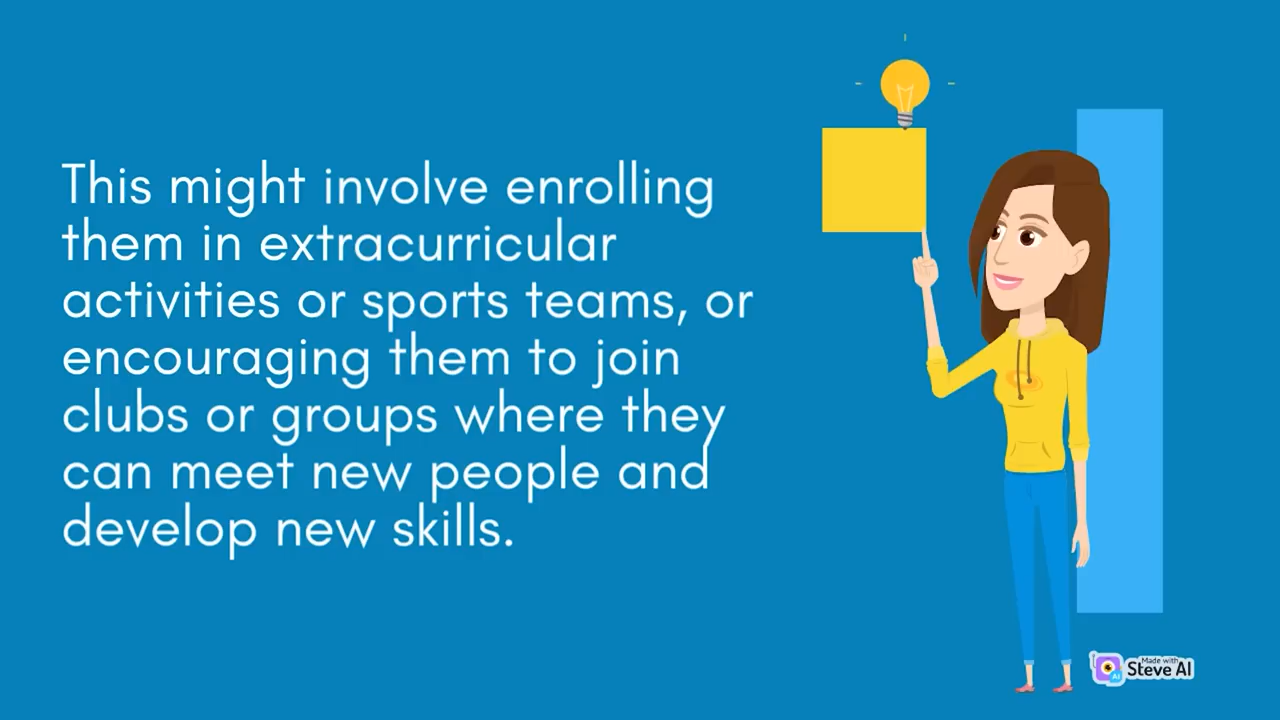 This might involve enrolling
them in extracurricular
activities or sports teams, or
encouraging them to join
clubs or groups where they
can meet new people and
develop new skills.
Made with
AI Steve AI